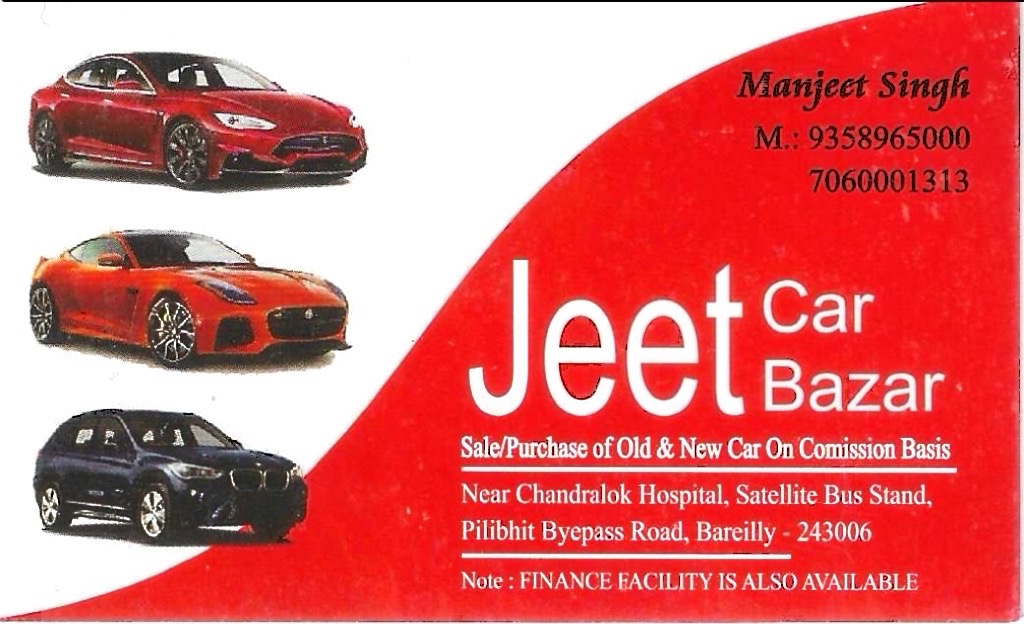 Manjeet Singh
M.: 9358965000
7060001313
Jeet Car
Bazar
Sale/Purchase of Old & New Car On Comission Basis
Near Chandralok Hospital, Satellite Bus Stand,
Pilibhit Byepass Road, Bareilly - 243006
Note : FINANCE FACILITY IS ALSO AVAILABLE